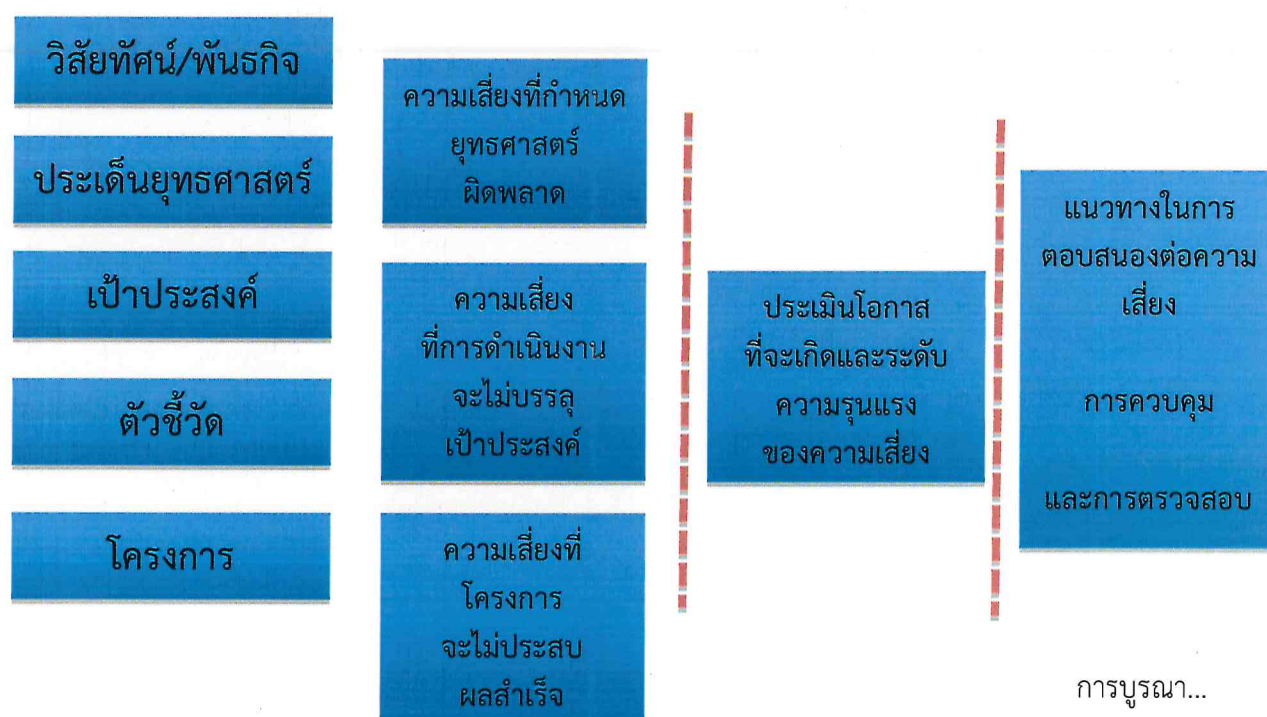 วิสัยทัศน์/พันธกิจ
ประเด็นยุทธศาสตร์
เป้าประสงค์
ตัวชี้วัด
โครงการ
ความเสี่ยงที่กำหนด
ยุทธศาสตร์
ผิดพลาด
ความเสี่ยง
ที่การดำเนินงาน
จะไม่บรรลุ
เป้าประสงค์
ความเสี่ยงที่
โครงการ
จะไม่ประสบ
ผลสำเร็จ
ประเมินโอกาส
ที่จะเกิดและระดับ
ความรุนแรง
ของความเสี่ยง
แนวทางในการ
ตอบสนองต่อความ
เสี่ยง
การควบคุม
และการตรวจสอบ
การบูรณา...